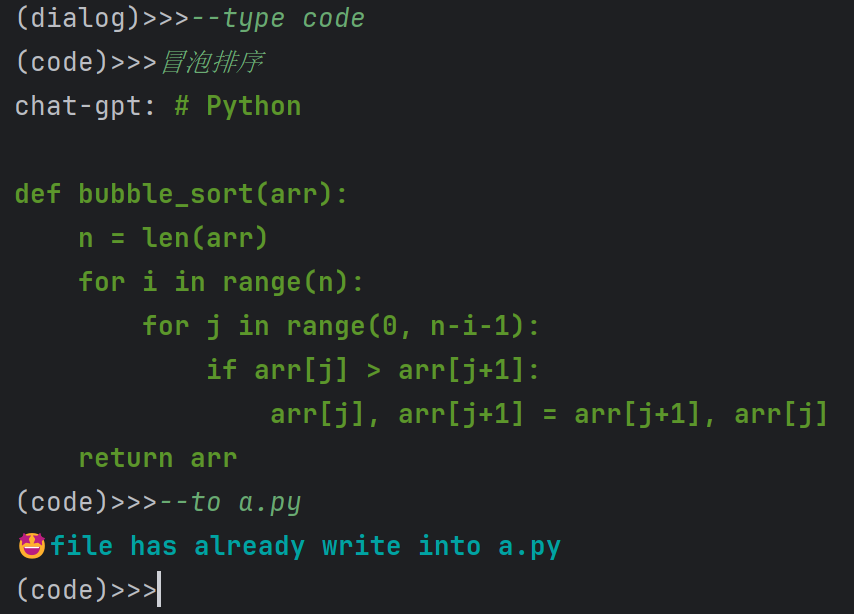 (dialog)>>>--type code
(code)>>>冒泡排序
chat-gpt: # Python

def bubble_sort(arr):
    n = len(arr)
    for i in range(n):
        for j in range(0, n-i-1):
            if arr[j] > arr[j+1]:
                arr[j], arr[j+1] = arr[j+1], arr[j]
    return arr
(code)>>>--to a.py
🤩file has already write into a.py
(code)>>>